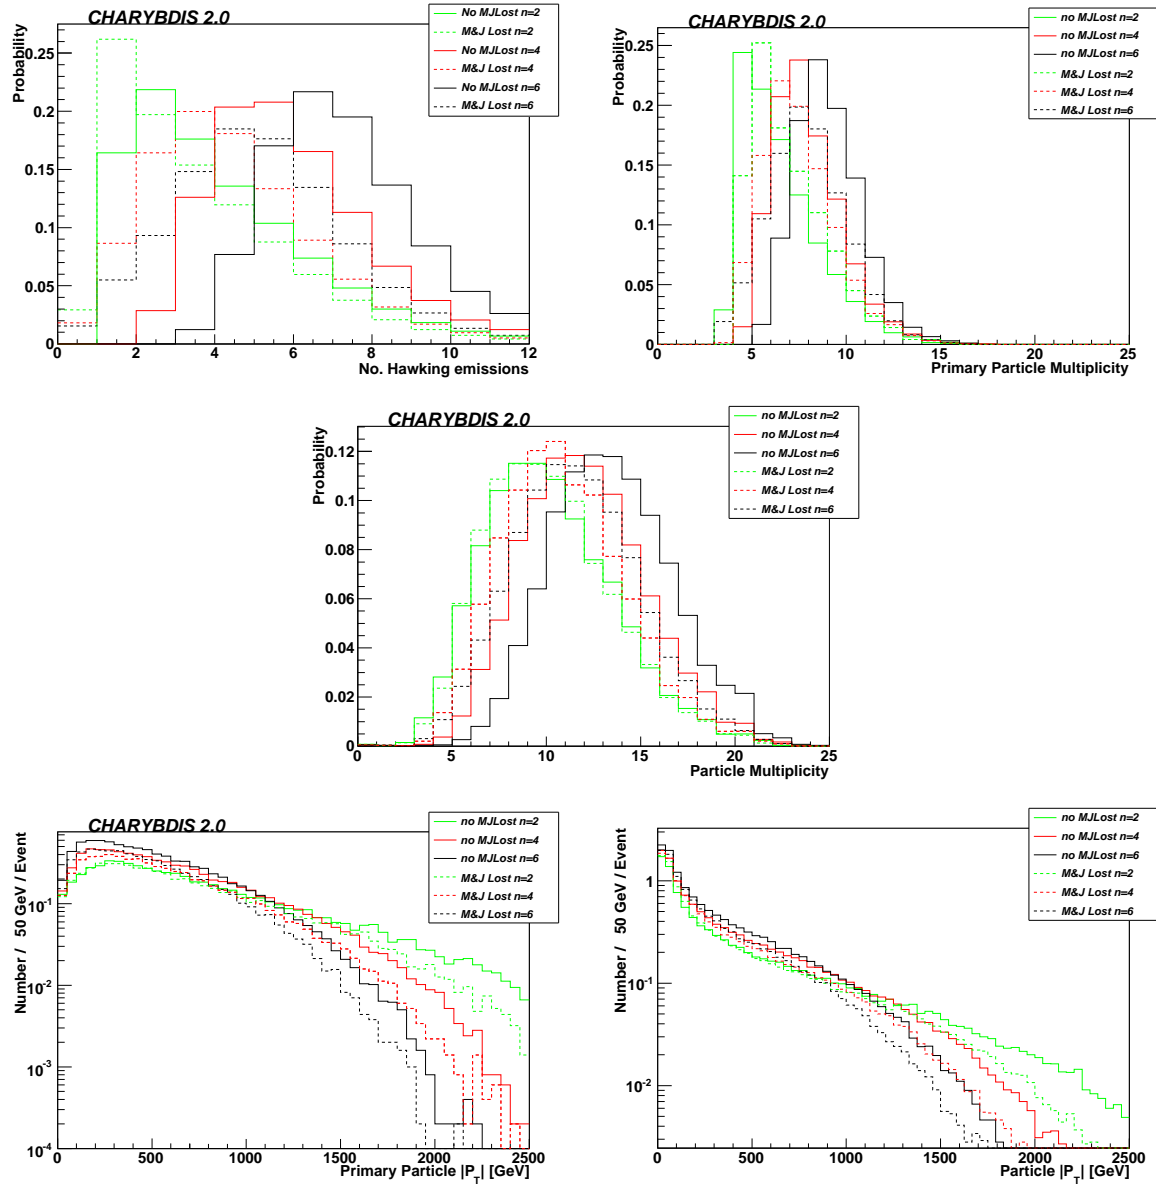 CHARYBDIS 2.0
Probability
0.25
0.2
0.15
0.1
0.05
0
0 2 4 6 8 10 12
No. Hawking emissions
No MJLost n=2
M&J Lost n=2
No MJLost n=4
M&J Lost n=4
No MJLost n=6
M&J Lost n=6
CHARYBDIS 2.0
Probability
0.25
0.20
0.15
0.10
0.05
0.00
0 5 10 15 20 25
Primary Particle Multiplicity
no MJLost n=2
no MJLost n=4
no MJLost n=6
M&J Lost n=2
M&J Lost n=4
M&J Lost n=6
CHARYBDIS 2.0
Probability
0.12
0.1
0.08
0.06
0.04
0.02
0
0 5 10 15 20 25
Particle Multiplicity
no MJLost n=2
no MJLost n=4
no MJLost n=6
M&J Lost n=2
M&J Lost n=4
M&J Lost n=6
CHARYBDIS 2.0
Number / 50 GeV / Event
10⁻¹
10⁻²
10⁻³
10⁻⁴
0 500 1000 1500 2000 2500
Primary Particle |P_T| [GeV]
no MJLost n=2
no MJLost n=4
no MJLost n=6
M&J Lost n=2
M&J Lost n=4
M&J Lost n=6
Number / 50 GeV / Event
1
10⁻¹
10⁻²
0 500 1000 1500 2000 2500
Particle |P_T| [GeV]
no MJLost n=2
no MJLost n=4
no MJLost n=6
M&J Lost n=2
M&J Lost n=4
M&J Lost n=6